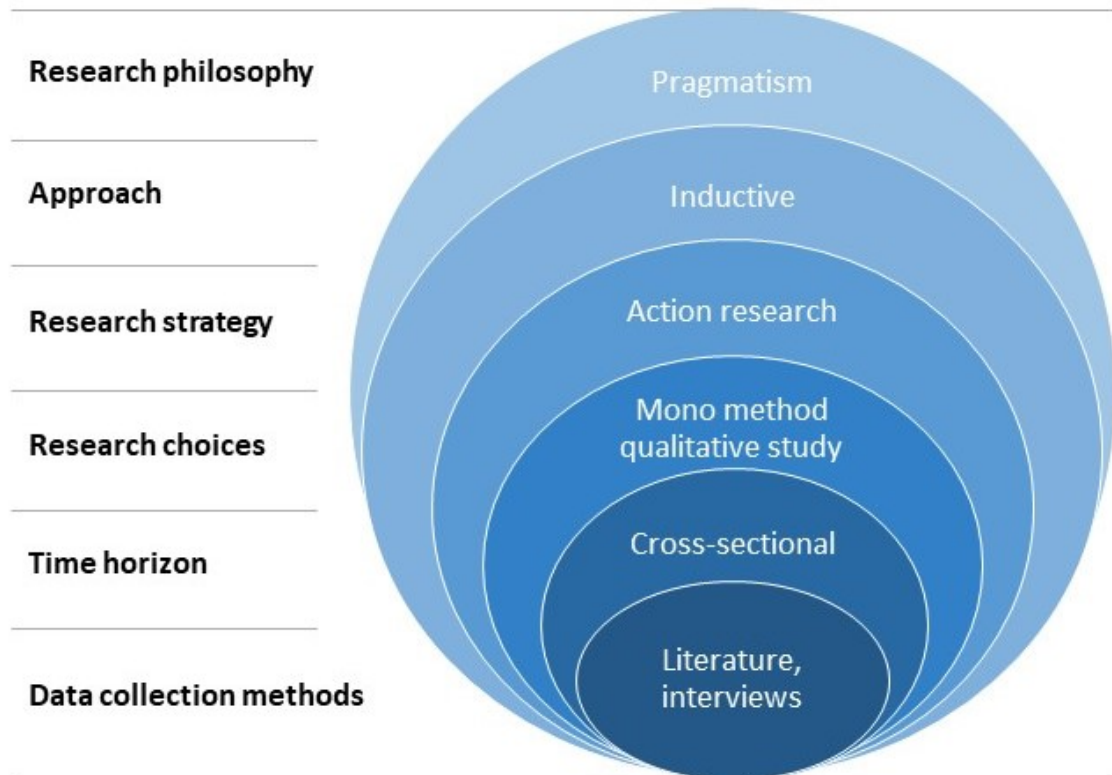 Research philosophy
Pragmatism
Approach
Inductive
Research strategy
Action research
Research choices
Mono method
qualitative study
Time horizon
Cross-sectional
Data collection methods
Literature,
interviews